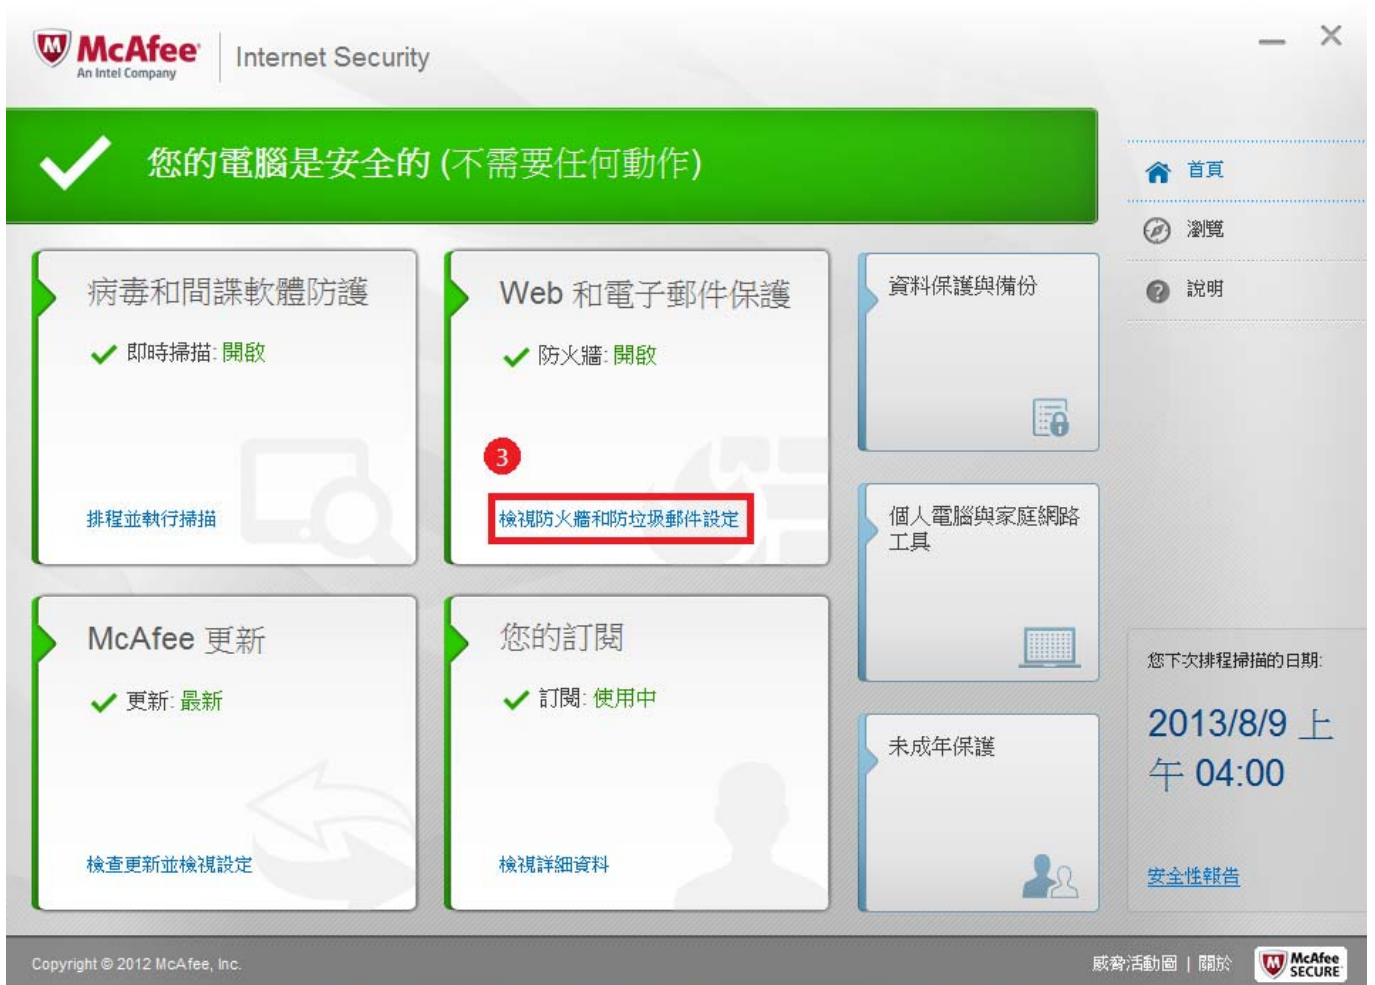 McAfee
An Intel Company
Internet Security
您的電腦是安全的 (不需要任何動作)
首頁
瀏覽
說明
病毒和間諜軟體防護
即時掃描: 開啟
排程並執行掃描
Web 和電子郵件保護
防火牆: 開啟
3
檢視防火牆和防垃圾郵件設定
資料保護與備份
個人電腦與家庭網路
工具
McAfee 更新
更新: 最新
檢查更新並檢視設定
您的訂閱
訂閱: 使用中
檢視詳細資料
未成年保護
您下次排程掃描的日期:
2013/8/9 上
午 04:00
安全性報告
Copyright © 2012 McAfee, Inc.
威脅活動圖 | 關於
McAfee
SECURE